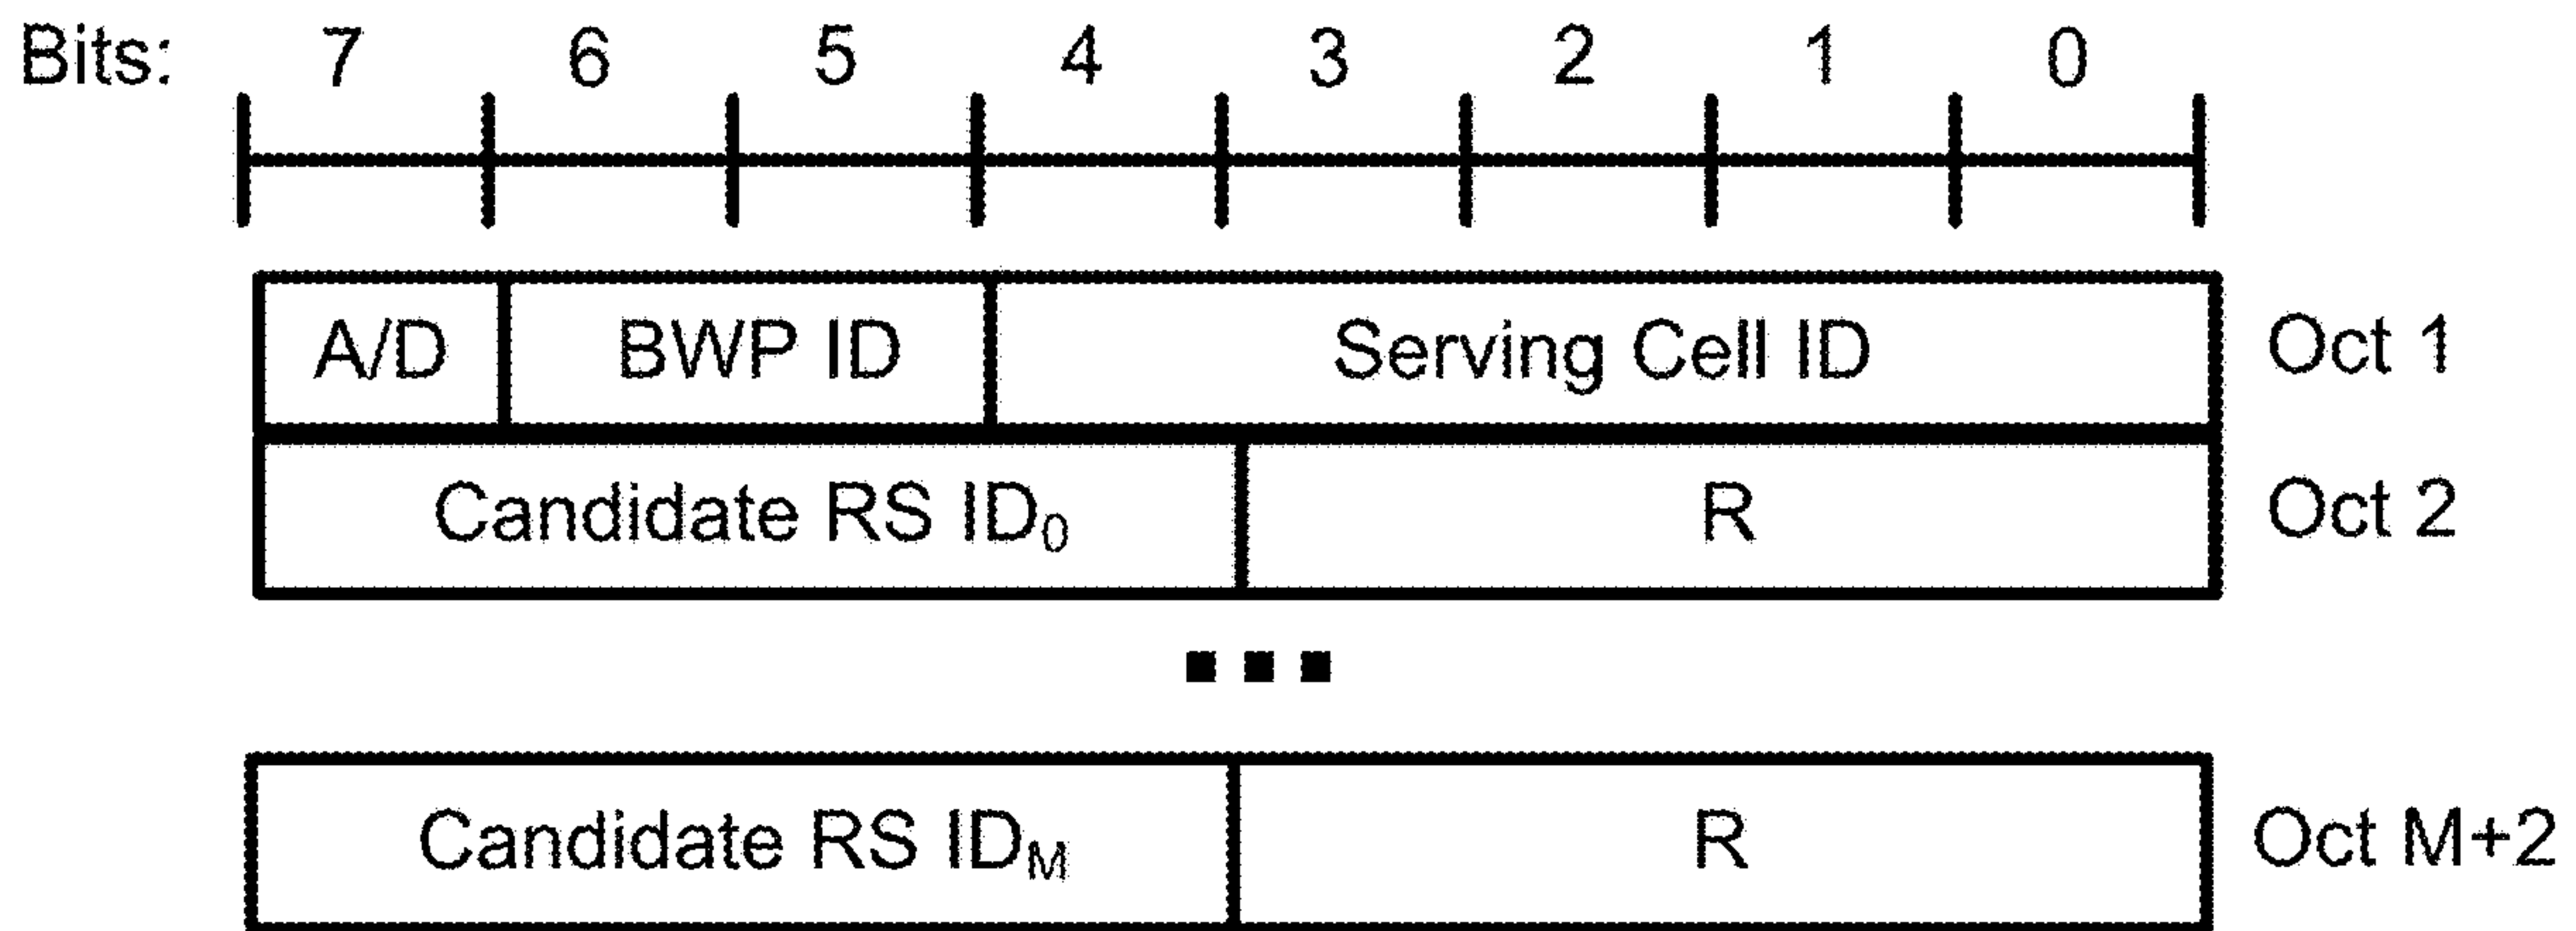 Bits: 7 6 5 4 3 2 1 0
A/D BWP ID Serving Cell ID Oct 1
Candidate RS ID₀ R Oct 2
...
Candidate RS IDM R Oct M+2